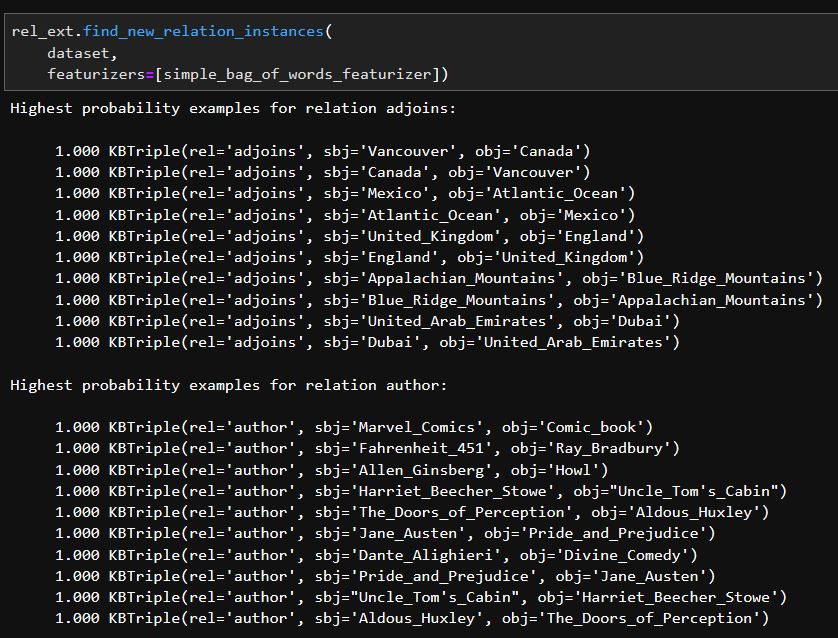 rel_ext.find_new_relation_instances(
    dataset,
    featurizers=[simple_bag_of_words_featurizer])
Highest probability examples for relation adjoins:
1.000 KBTriple(rel='adjoins', sbj='Vancouver', obj='Canada')
1.000 KBTriple(rel='adjoins', sbj='Canada', obj='Vancouver')
1.000 KBTriple(rel='adjoins', sbj='Mexico', obj='Atlantic_Ocean')
1.000 KBTriple(rel='adjoins', sbj='Atlantic_Ocean', obj='Mexico')
1.000 KBTriple(rel='adjoins', sbj='United_Kingdom', obj='England')
1.000 KBTriple(rel='adjoins', sbj='England', obj='United_Kingdom')
1.000 KBTriple(rel='adjoins', sbj='Appalachian_Mountains', obj='Blue_Ridge_Mountains')
1.000 KBTriple(rel='adjoins', sbj='Blue_Ridge_Mountains', obj='Appalachian_Mountains')
1.000 KBTriple(rel='adjoins', sbj='United_Arab_Emirates', obj='Dubai')
1.000 KBTriple(rel='adjoins', sbj='Dubai', obj='United_Arab_Emirates')
Highest probability examples for relation author:
1.000 KBTriple(rel='author', sbj='Marvel_Comics', obj='Comic_book')
1.000 KBTriple(rel='author', sbj='Fahrenheit_451', obj='Ray_Bradbury')
1.000 KBTriple(rel='author', sbj='Allen_Ginsberg', obj='Howl')
1.000 KBTriple(rel='author', sbj='Harriet_Beecher_Stowe', obj="Uncle_Tom's_Cabin")
1.000 KBTriple(rel='author', sbj='The_Doors_of_Perception', obj='Aldous_Huxley')
1.000 KBTriple(rel='author', sbj='Jane_Austen', obj='Pride_and_Prejudice')
1.000 KBTriple(rel='author', sbj='Dante_Alighieri', obj='Divine_Comedy')
1.000 KBTriple(rel='author', sbj='Pride_and_Prejudice', obj='Jane_Austen')
1.000 KBTriple(rel='author', sbj="Uncle_Tom's_Cabin", obj='Harriet_Beecher_Stowe')
1.000 KBTriple(rel='author', sbj='Aldous_Huxley', obj='The_Doors_of_Perception')